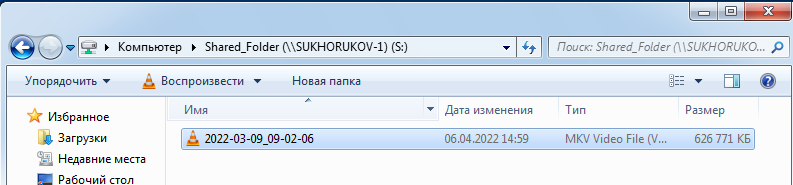 Компьютер Shared_Folder (\\SUKHORUKOV-1) (S:) Поиск: Shared_Folder (\\SUKHORUKO...
Упорядочить Воспроизвести Новая папка
Избранное Имя Дата изменения Тип Размер
Загрузки 2022-03-09_09-02-06 06.04.2022 14:59 MKV Video File (V... 626 771 КБ
Недавние места
Рабочий стол